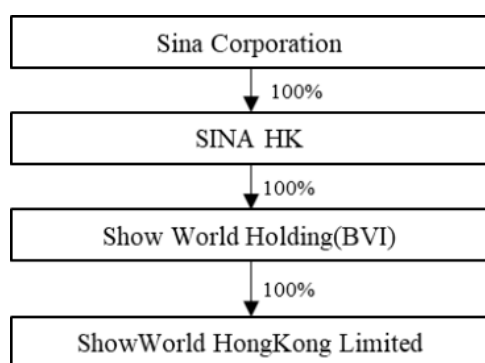 Sina Corporation
100%
SINA HK
100%
Show World Holding(BVI)
100%
ShowWorld HongKong Limited